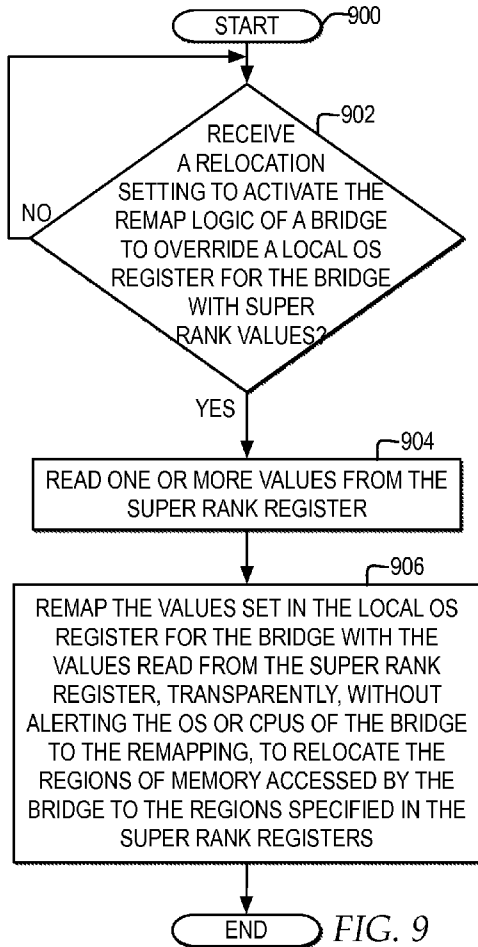 START
900
902
RECEIVE
A RELOCATION
SETTING TO ACTIVATE THE
REMAP LOGIC OF A BRIDGE
TO OVERRIDE A LOCAL OS
REGISTER FOR THE BRIDGE
WITH SUPER
RANK VALUES?
NO
YES
904
READ ONE OR MORE VALUES FROM THE
SUPER RANK REGISTER
906
REMAP THE VALUES SET IN THE LOCAL OS
REGISTER FOR THE BRIDGE WITH THE
VALUES READ FROM THE SUPER RANK
REGISTER, TRANSPARENTLY, WITHOUT
ALERTING THE OS OR CPUS OF THE BRIDGE
TO THE REMAPPING, TO RELOCATE THE
REGIONS OF MEMORY ACCESSED BY THE
BRIDGE TO THE REGIONS SPECIFIED IN THE
SUPER RANK REGISTERS
END
FIG. 9